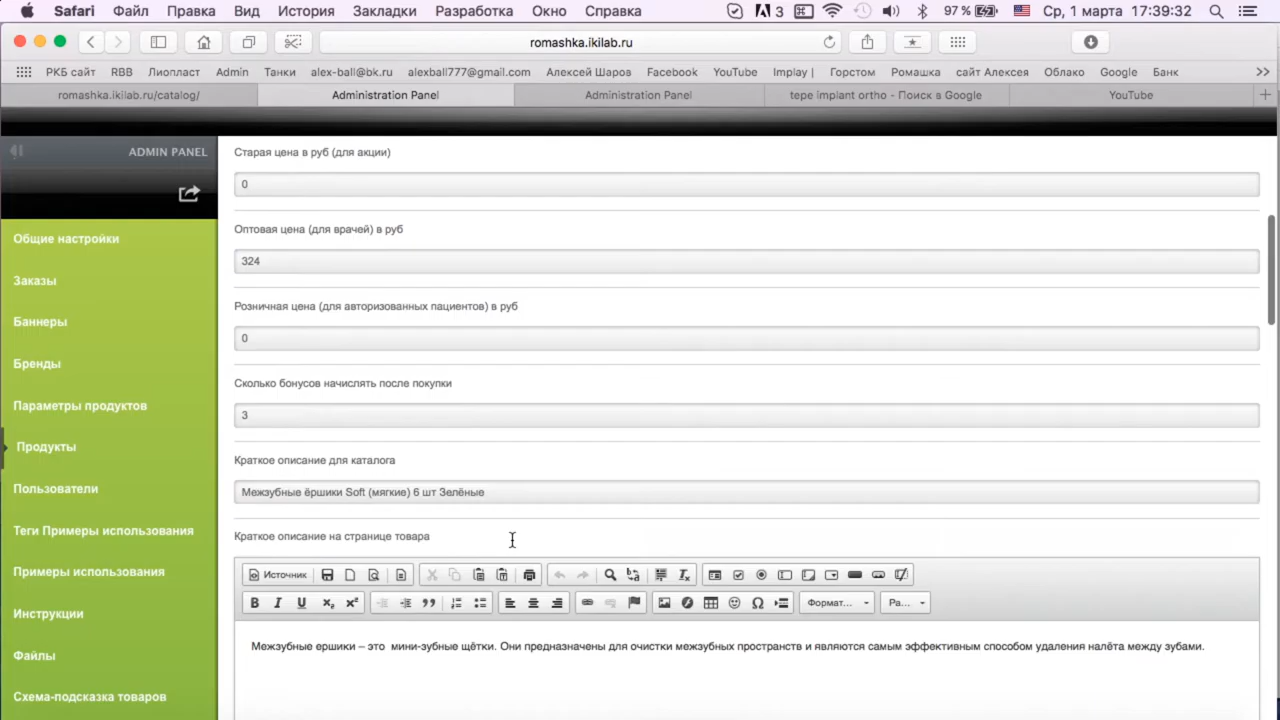 Safari Файл Правка Вид История Закладки Разработка Окно Справка 3 97 % Ср, 1 марта 17:39:32
romashka.ikilab.ru
РКБ сайт RBB Лиопласт Admin Танки alex-ball@bk.ru alexball777@gmail.com Алексей Шаров Facebook YouTube Implay | Горстом Ромашка сайт Алексея Облако Google Банк
romashka.ikilab.ru/catalog/ Administration Panel Administration Panel tepe implant ortho - Поиск в Google YouTube
ADMIN PANEL
Общие настройки
Заказы
Баннеры
Бренды
Параметры продуктов
Продукты
Пользователи
Теги Примеры использования
Примеры использования
Инструкции
Файлы
Схема-подсказка товаров
Старая цена в руб (для акции)
0
Оптовая цена (для врачей) в руб
324
Розничная цена (для авторизованных пациентов) в руб
0
Сколько бонусов начислять после покупки
3
Краткое описание для каталога
Межзубные ёршики Soft (мягкие) 6 шт Зелёные
Краткое описание на странице товара
Источник
B I U x₂ x² Формат... Ра...
Межзубные ершики – это мини-зубные щётки. Они предназначены для очистки межзубных пространств и являются самым эффективным способом удаления налёта между зубами.